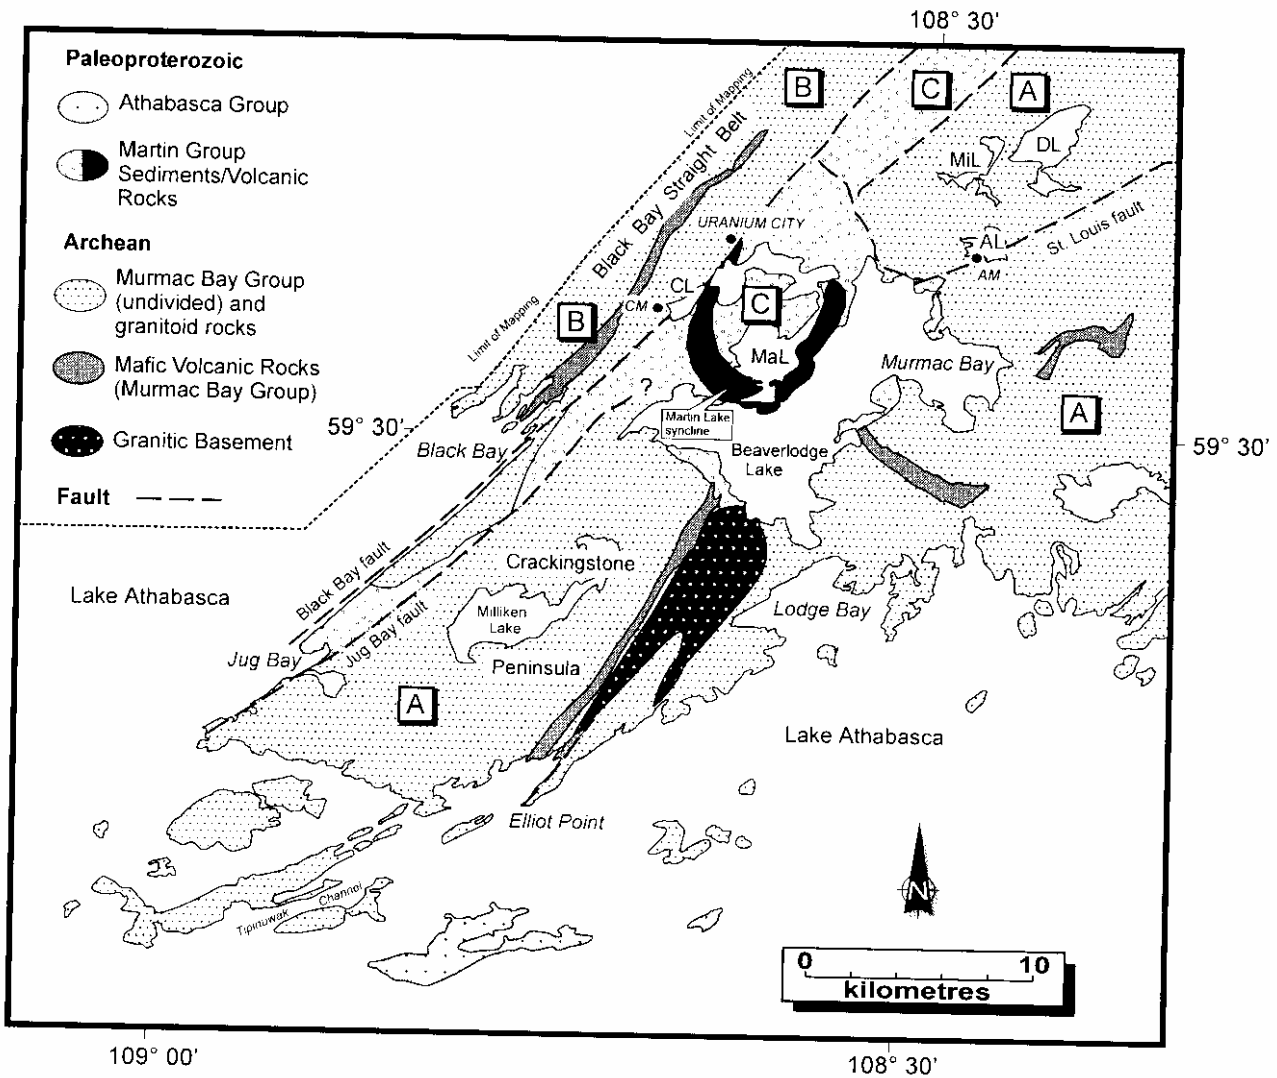 108° 30'
Paleoproterozoic
Athabasca Group
Martin Group
Sediments/Volcanic
Rocks
Archean
Murmac Bay Group
(undivided) and
granitoid rocks
Mafic Volcanic Rocks
(Murmac Bay Group)
Granitic Basement
Fault
B
C
A
Limit of Mapping
Black Bay Straight Belt
MiL
DL
URANIUM CITY
AL
AM
St. Louis fault
CL
CM
C
B
Limit of Mapping
MaL
Murmac Bay
?
A
Martin Lake
syncline
59° 30'
59° 30'
Black Bay
Beaverlodge
Lake
Black Bay fault
Crackingstone
Lake Athabasca
Milliken
Lake
Lodge Bay
Jug Bay fault
Jug Bay
Peninsula
A
Lake Athabasca
Elliot Point
Tipinuwak Channel
N
0 10
kilometres
109° 00'
108° 30'